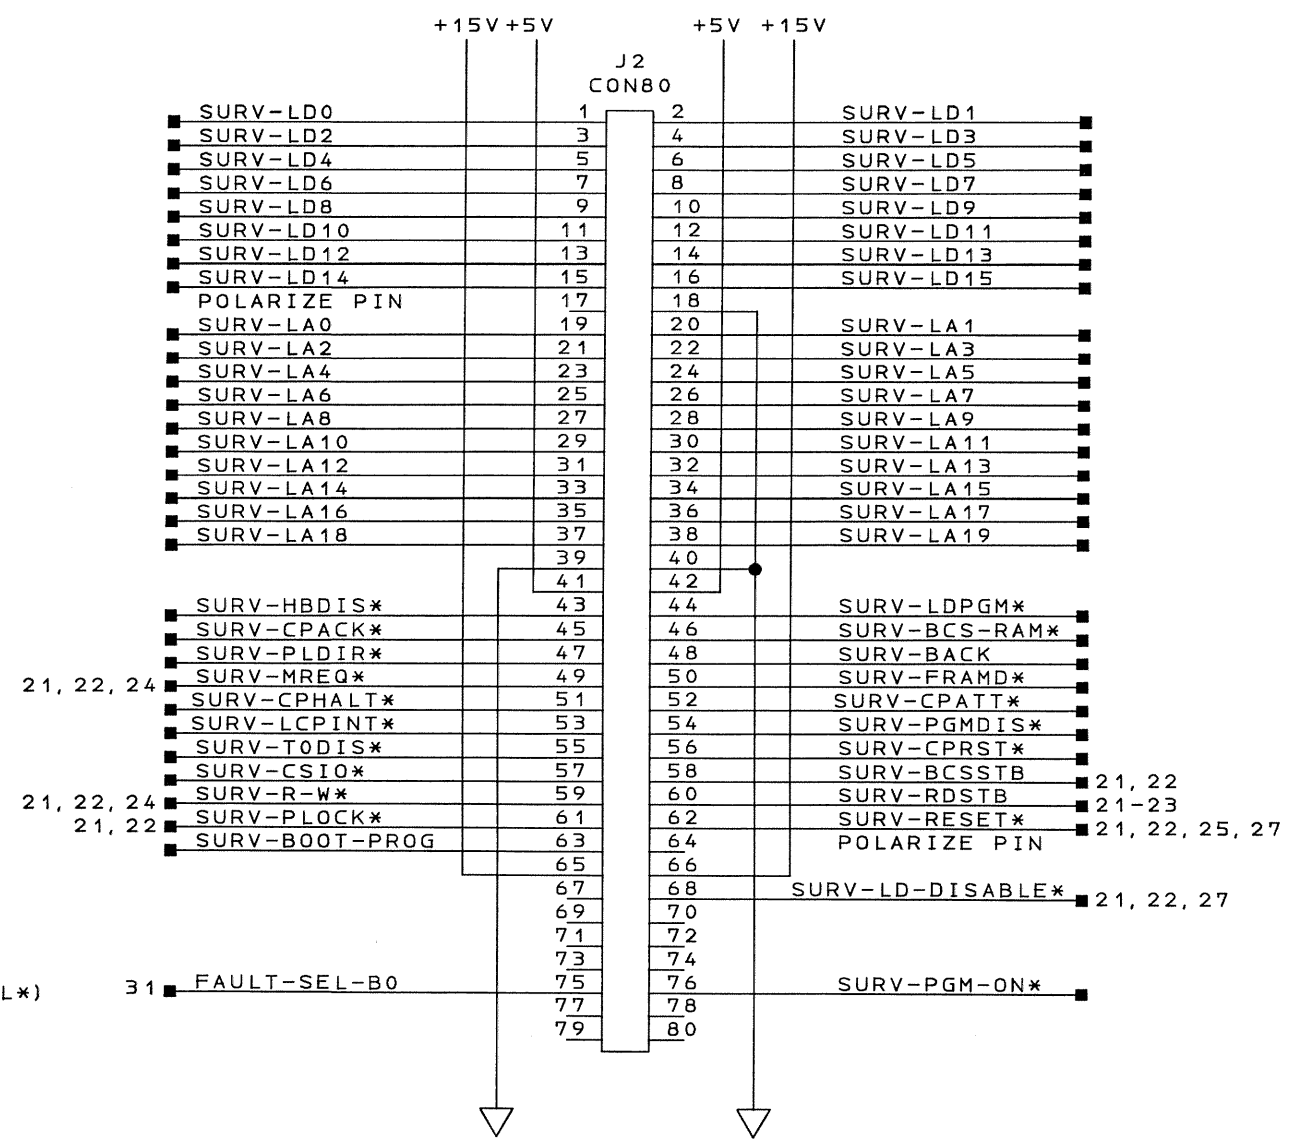 +15V +5V +5V +15V
J2
CON80
SURV-LD0 1 2 SURV-LD1
SURV-LD2 3 4 SURV-LD3
SURV-LD4 5 6 SURV-LD5
SURV-LD6 7 8 SURV-LD7
SURV-LD8 9 10 SURV-LD9
SURV-LD10 11 12 SURV-LD11
SURV-LD12 13 14 SURV-LD13
SURV-LD14 15 16 SURV-LD15
POLARIZE PIN 17 18
SURV-LA0 19 20 SURV-LA1
SURV-LA2 21 22 SURV-LA3
SURV-LA4 23 24 SURV-LA5
SURV-LA6 25 26 SURV-LA7
SURV-LA8 27 28 SURV-LA9
SURV-LA10 29 30 SURV-LA11
SURV-LA12 31 32 SURV-LA13
SURV-LA14 33 34 SURV-LA15
SURV-LA16 35 36 SURV-LA17
SURV-LA18 37 38 SURV-LA19
39 40
41 42
SURV-HBDIS* 43 44 SURV-LDPGM*
SURV-CPACK* 45 46 SURV-BCS-RAM*
SURV-PLDIR* 47 48 SURV-BACK
21, 22, 24 SURV-MREQ* 49 50 SURV-FRAMD*
SURV-CPHALT* 51 52 SURV-CPATT*
SURV-LCPINT* 53 54 SURV-PGMDIS*
SURV-TODIS* 55 56 SURV-CPRST*
SURV-CSIO* 57 58 SURV-BCSSTB 21, 22
21, 22, 24 SURV-R-W* 59 60 SURV-RDSTB 21-23
21, 22 SURV-PLOCK* 61 62 SURV-RESET* 21, 22, 25, 27
SURV-BOOT-PROG 63 64 POLARIZE PIN
65 66
67 68 SURV-LD-DISABLE* 21, 22, 27
69 70
71 72
73 74
L*) 31 FAULT-SEL-B0 75 76 SURV-PGM-ON*
77 78
79 80